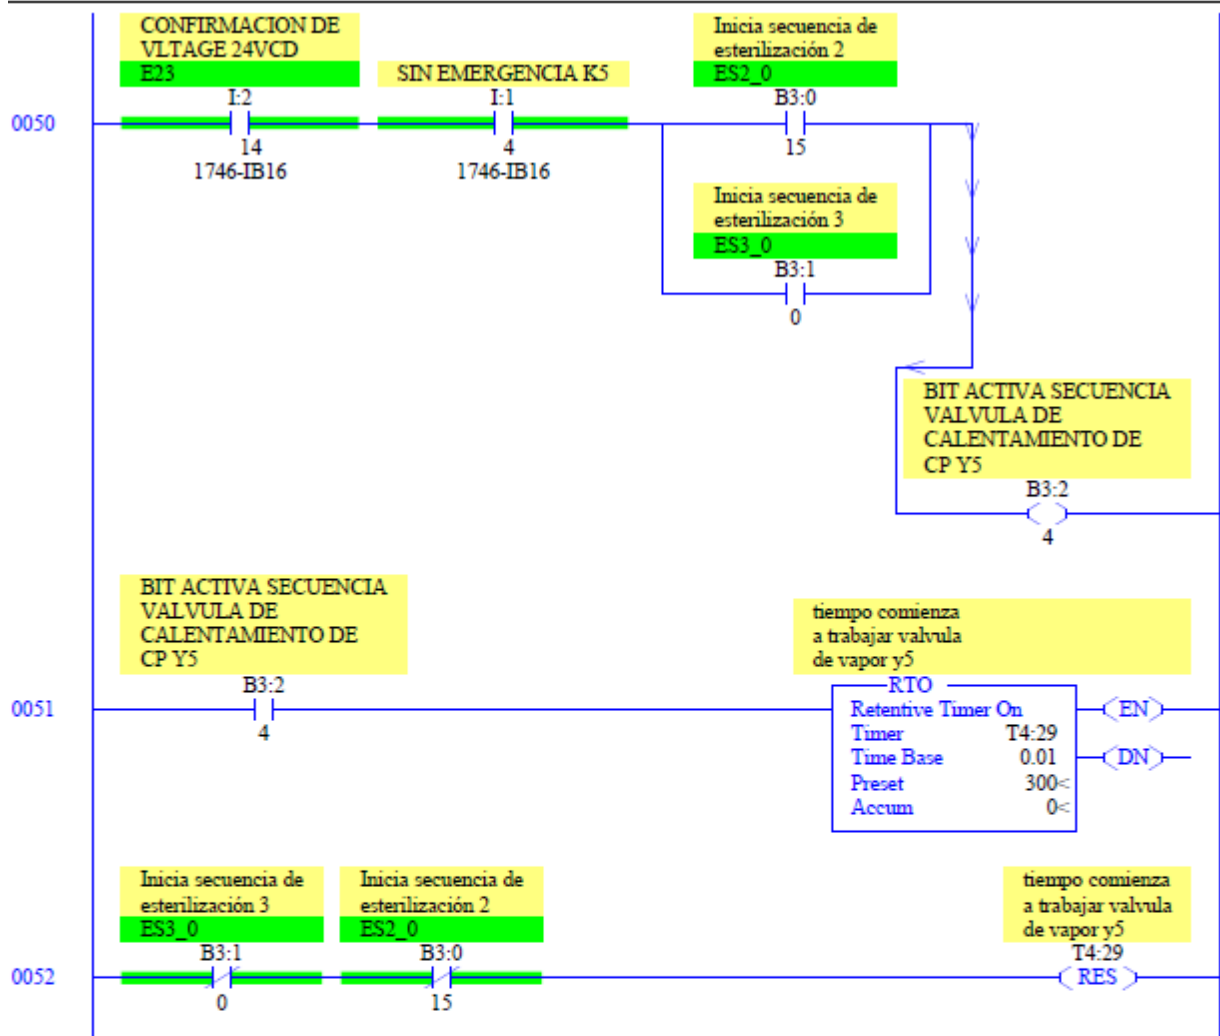 CONFIRMACION DE
VLTAGE 24VCD
E23
I:2
14
1746-IB16
SIN EMERGENCIA K5
I:1
4
1746-IB16
Inicia secuencia de
esterilización 2
ES2_0
B3:0
15
0050
Inicia secuencia de
esterilización 3
ES3_0
B3:1
0
BIT ACTIVA SECUENCIA
VALVULA DE
CALENTAMIENTO DE
CP Y5
B3:2
4
BIT ACTIVA SECUENCIA
VALVULA DE
CALENTAMIENTO DE
CP Y5
B3:2
4
0051
tiempo comienza
a trabajar valvula
de vapor y5
RTO
Retentive Timer On
Timer T4:29
Time Base 0.01
Preset 300<
Accum 0<
EN
DN
Inicia secuencia de
esterilización 3
ES3_0
B3:1
0
Inicia secuencia de
esterilización 2
ES2_0
B3:0
15
0052
tiempo comienza
a trabajar valvula
de vapor y5
T4:29
RES